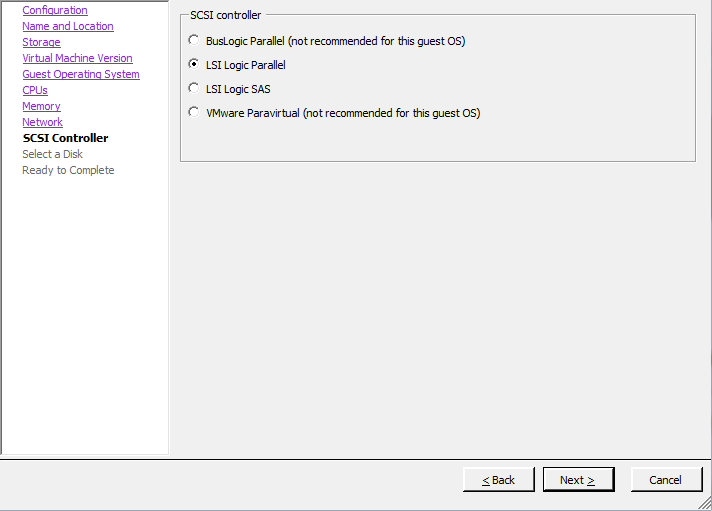 Configuration
Name and Location
Storage
Virtual Machine Version
Guest Operating System
CPUs
Memory
Network
SCSI Controller
Select a Disk
Ready to Complete
SCSI controller
BusLogic Parallel (not recommended for this guest OS)
LSI Logic Parallel
LSI Logic SAS
VMware Paravirtual (not recommended for this guest OS)
< Back Next > Cancel